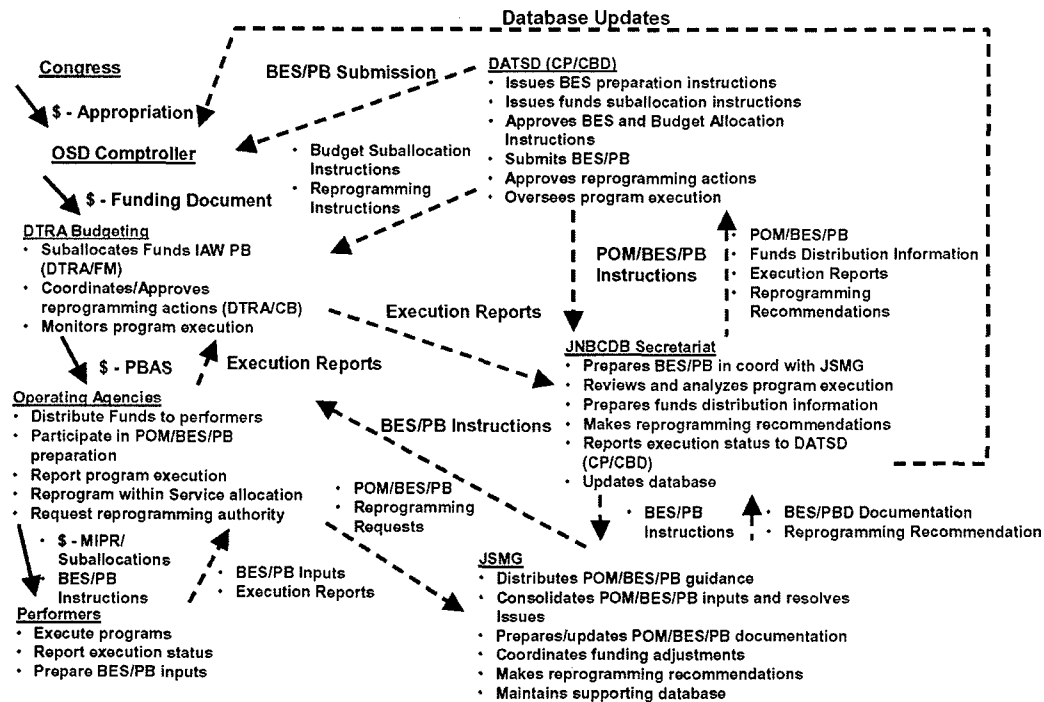 Database Updates
Congress
$ - Appropriation
OSD Comptroller
$ - Funding Document
DTRA Budgeting
• Suballocates Funds IAW PB
(DTRA/FM)
• Coordinates/Approves
reprogramming actions (DTRA/CB)
• Monitors program execution
$ - PBAS
Execution Reports
Operating Agencies
• Distribute Funds to performers
• Participate in POM/BES/PB
preparation
• Report program execution
• Reprogram within Service allocation
• Request reprogramming authority
• $ - MIPR/
Suballocations
• BES/PB
Instructions
• BES/PB Inputs
• Execution Reports
Performers
• Execute programs
• Report execution status
• Prepare BES/PB inputs
BES/PB Submission
• Budget Suballocation
Instructions
• Reprogramming
Instructions
DATSD (CP/CBD)
• Issues BES preparation instructions
• Issues funds suballocation instructions
• Approves BES and Budget Allocation
Instructions
• Submits BES/PB
• Approves reprogramming actions
• Oversees program execution
POM/BES/PB
Instructions
• POM/BES/PB
• Funds Distribution Information
• Execution Reports
• Reprogramming
Recommendations
Execution Reports
JNBCDB Secretariat
• Prepares BES/PB in coord with JSMG
• Reviews and analyzes program execution
• Prepares funds distribution information
• Makes reprogramming recommendations
• Reports execution status to DATSD
(CP/CBD)
• Updates database
BES/PB Instructions
• POM/BES/PB
• Reprogramming
Requests
• BES/PB
Instructions
• BES/PBD Documentation
• Reprogramming Recommendation
JSMG
• Distributes POM/BES/PB guidance
• Consolidates POM/BES/PB inputs and resolves
Issues
• Prepares/updates POM/BES/PB documentation
• Coordinates funding adjustments
• Makes reprogramming recommendations
• Maintains supporting database